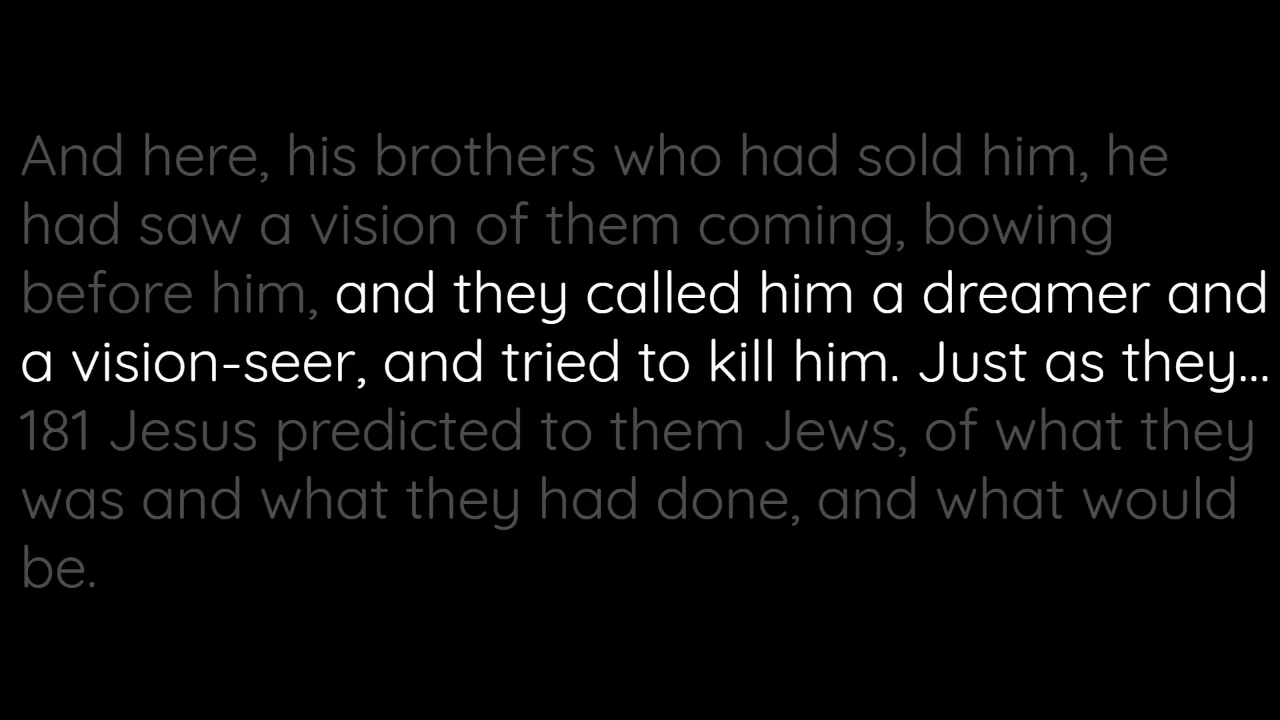 And here, his brothers who had sold him, he
had saw a vision of them coming, bowing
before him, and they called him a dreamer and
a vision-seer, and tried to kill him. Just as they...
181 Jesus predicted to them Jews, of what they
was and what they had done, and what would
be.